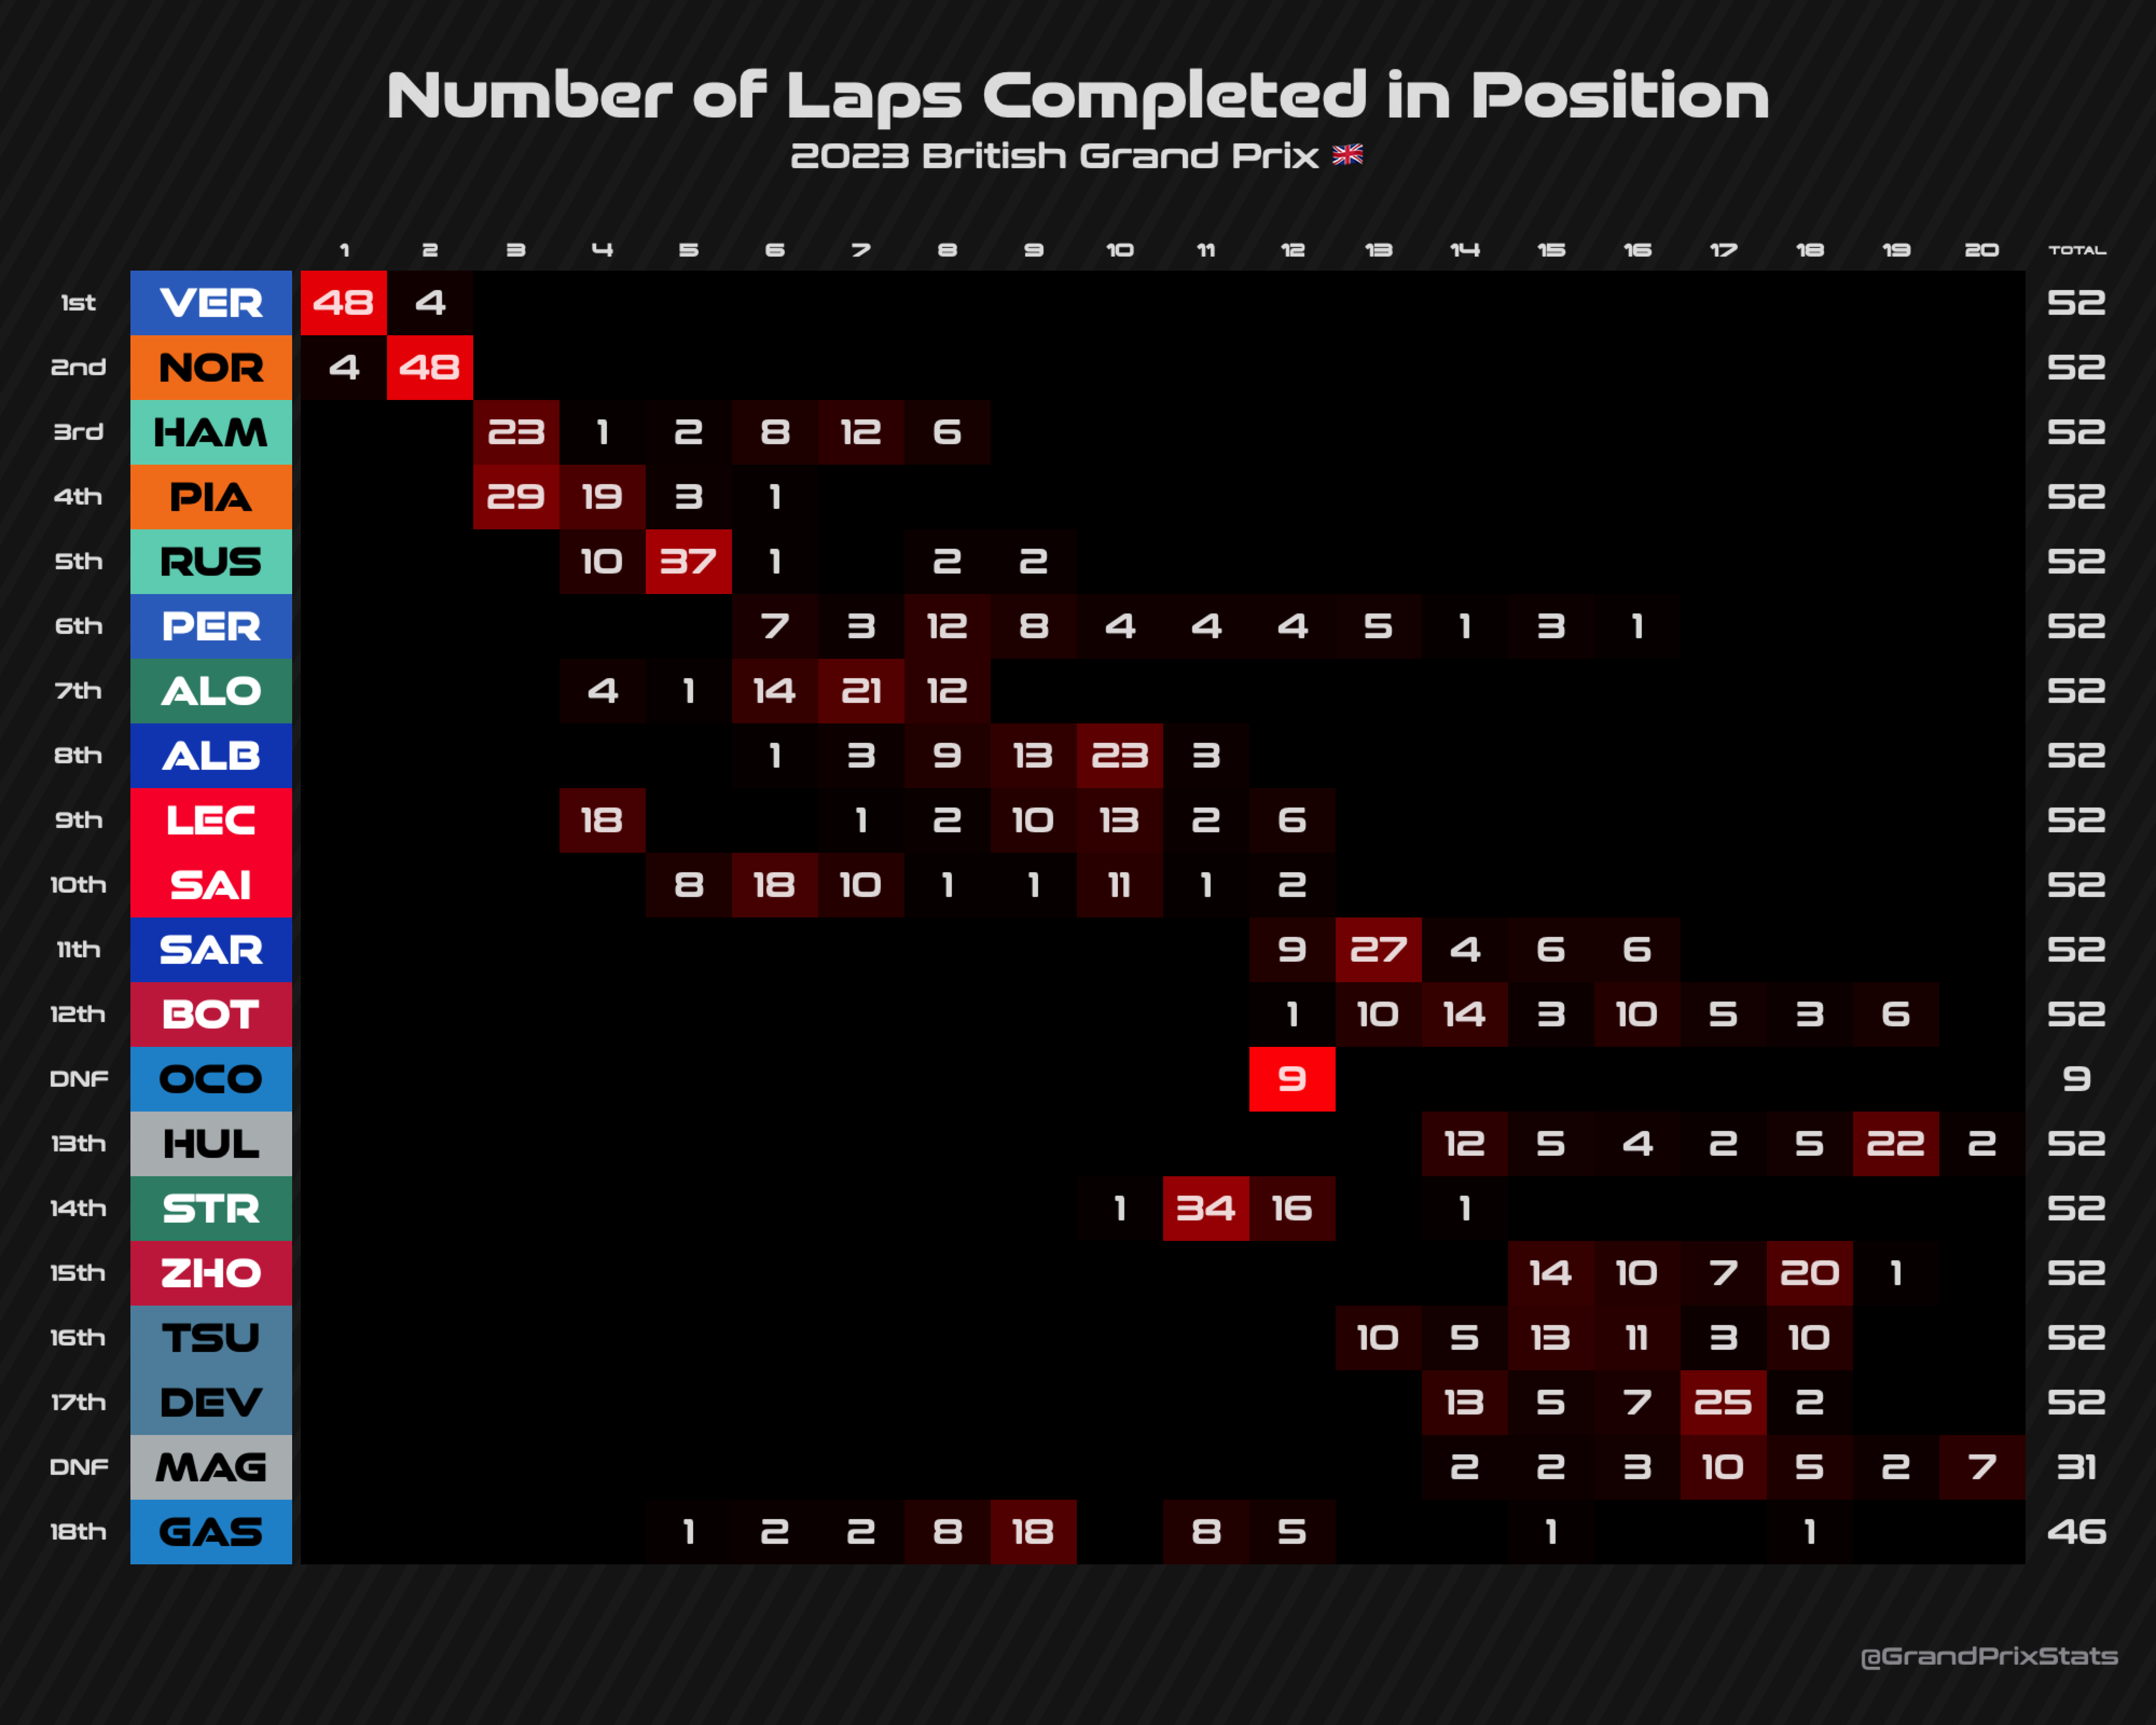 Number of Laps Completed in Position
2023 British Grand Prix
1 2 3 4 5 6 7 8 9 10 11 12 13 14 15 16 17 18 19 20 TOTAL
1st VER 48 4 52
2nd NOR 4 48 52
3rd HAM 23 1 2 8 12 6 52
4th PIA 29 19 3 1 52
5th RUS 10 37 1 2 2 52
6th PER 7 3 12 8 4 4 4 5 1 3 1 52
7th ALO 4 1 14 21 12 52
8th ALB 1 3 9 13 23 3 52
9th LEC 18 1 2 10 13 2 6 52
10th SAI 8 18 10 1 1 11 1 2 52
11th SAR 9 27 4 6 6 52
12th BOT 1 10 14 3 10 5 3 6 52
DNF OCO 9 9
13th HUL 12 5 4 2 5 22 2 52
14th STR 1 34 16 1 52
15th ZHO 14 10 7 20 1 52
16th TSU 10 5 13 11 3 10 52
17th DEV 13 5 7 25 2 52
DNF MAG 2 2 3 10 5 2 7 31
18th GAS 1 2 2 8 18 8 5 1 1 46
@GrandPrixStats